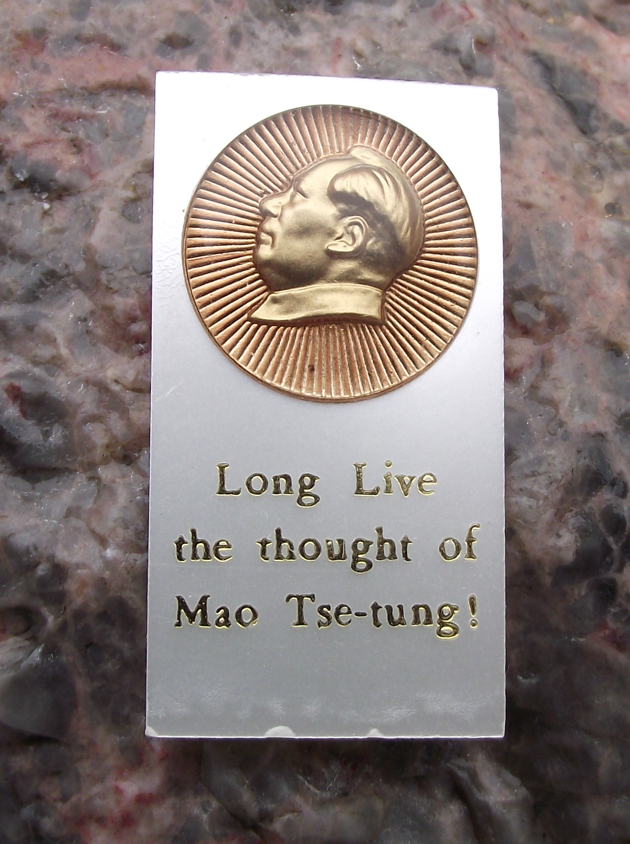 Long Live
the thought of
Mao Tse-tung!